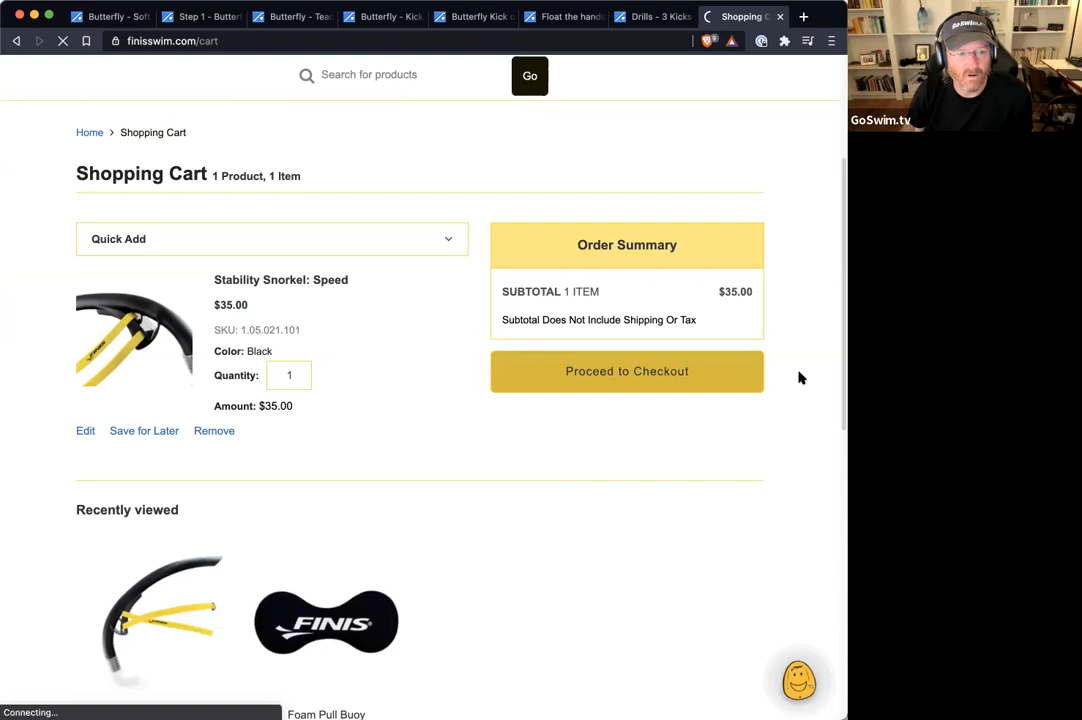 Butterfly - Soft
Step 1 - Butterf
Butterfly - Teac
Butterfly - Kick
Butterfly Kick o
Float the hands
Drills - 3 Kicks
Shopping C
finisswim.com/cart
Search for products
Go
GoSwim
GoSwim.tv
Home > Shopping Cart
Shopping Cart 1 Product, 1 Item
Quick Add
Stability Snorkel: Speed
$35.00
SKU: 1.05.021.101
Color: Black
Quantity: 1
Amount: $35.00
FINIS
Edit Save for Later Remove
Order Summary
SUBTOTAL 1 ITEM $35.00
Subtotal Does Not Include Shipping Or Tax
Proceed to Checkout
Recently viewed
FINIS
Foam Pull Buoy
Connecting...